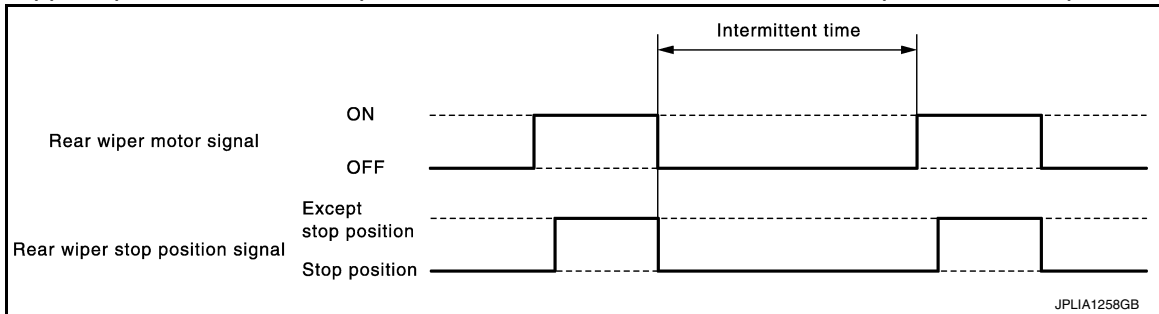 Intermittent time
ON
Rear wiper motor signal
OFF
Except
stop position
Rear wiper stop position signal
Stop position
JPLIA1258GB